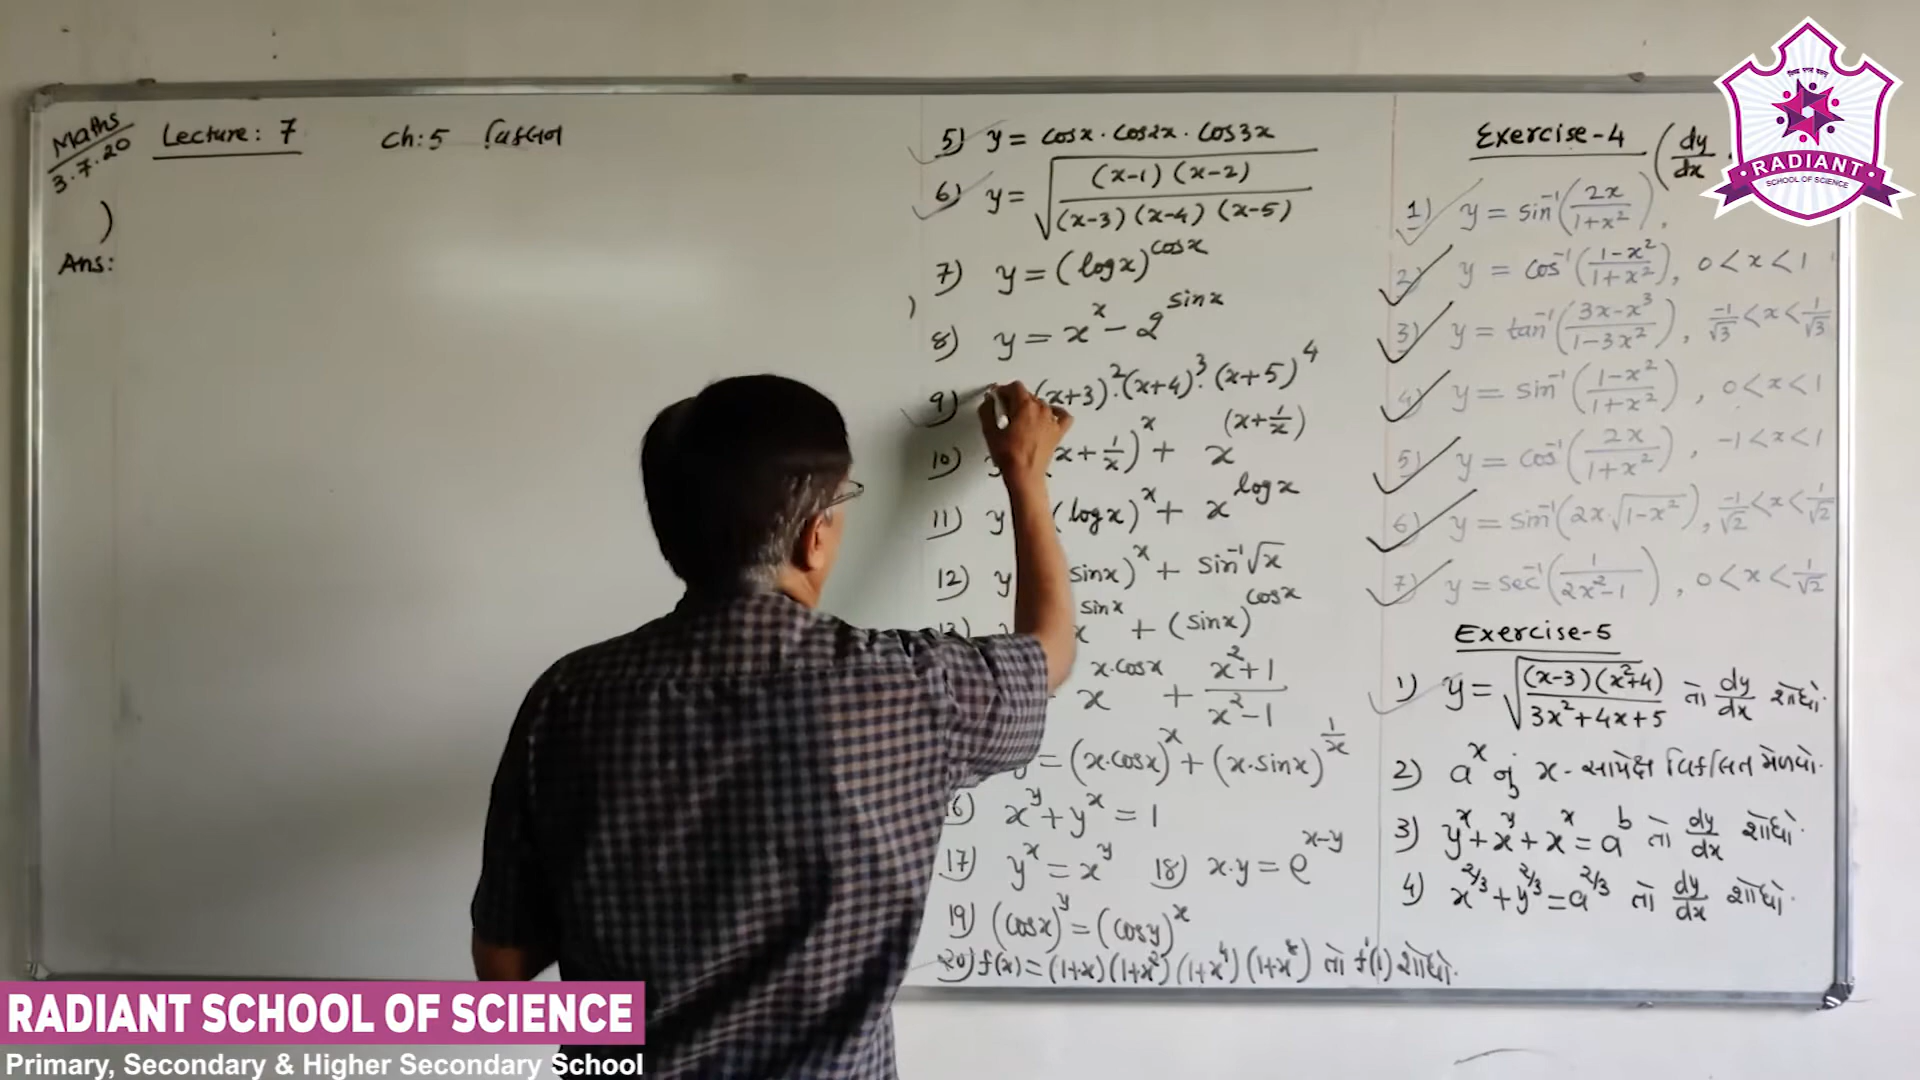 Maths
3.7.20
Lecture: 7
Ch: 5 વિકલન
)
Ans:
5) y = cosx · cos2x · cos3x
6) y = √((x-1) (x-2) / (x-3) (x-4) (x-5))
7) y = (logx)^cosx
8) y = x^x - 2^sinx
9) (x+3)^2 · (x+4)^3 · (x+5)^4
10) y x + 1/x)^x + x^(x + 1/x)
11) y (logx)^x + x^logx
12) y sinx)^x + sin^-1 √x
13) x^sinx + (sinx)^cosx
x^x·cosx + (x^2+1)/(x^2-1)
y = (x·cosx)^x + (x·sinx)^1/x
16) x^y + y^x = 1
17) y^x = x^y
18) x·y = e^x-y
19) (cosx)^y = (cosy)^x
20) f(x) = (1+x) (1+x^2) (1+x^4) (1+x^8) તો f'(1) શોધો.
Exercise-4 (dy/dx
1) y = sin^-1 (2x/(1+x^2)),
2) y = cos^-1 ((1-x^2)/(1+x^2)), 0 < x < 1
3) y = tan^-1 ((3x-x^3)/(1-3x^2)), -1/√3 < x < 1/√3
4) y = sin^-1 ((1-x^2)/(1+x^2)), 0 < x < 1
5) y = cos^-1 (2x/(1+x^2)), -1 < x < 1
6) y = sin^-1 (2x·√(1-x^2)), -1/√2 < x < 1/√2
7) y = sec^-1 (1/(2x^2-1)), 0 < x < 1/√2
Exercise-5
1) y = √((x-3) (x^2+4) / (3x^2+4x+5)) તો dy/dx શોધો.
2) a^x નું x - સાપેક્ષ વિકલિત મેળવો.
3) y^x + x^y + x^x = a^b તો dy/dx શોધો.
4) x^2/3 + y^2/3 = a^2/3 તો dy/dx શોધો.
RADIANT
SCHOOL OF SCIENCE
RADIANT SCHOOL OF SCIENCE
Primary, Secondary & Higher Secondary School